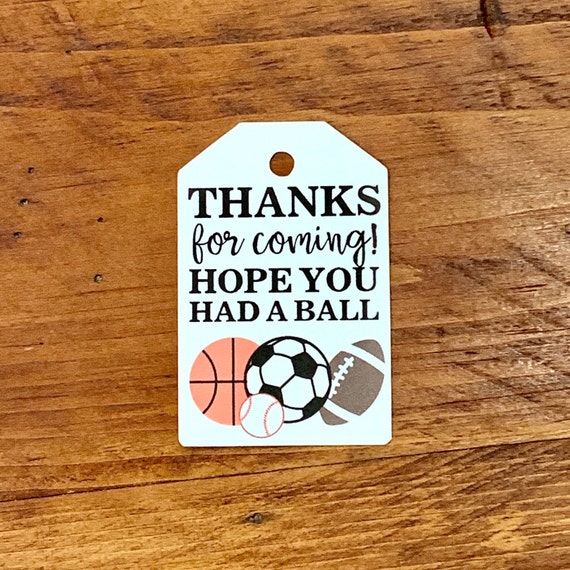 THANKS
for coming!
HOPE YOU
HAD A BALL